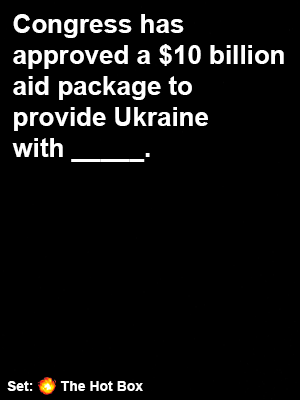 Congress has
approved a $10 billion
aid package to
provide Ukraine
with _____.
Set: The Hot Box